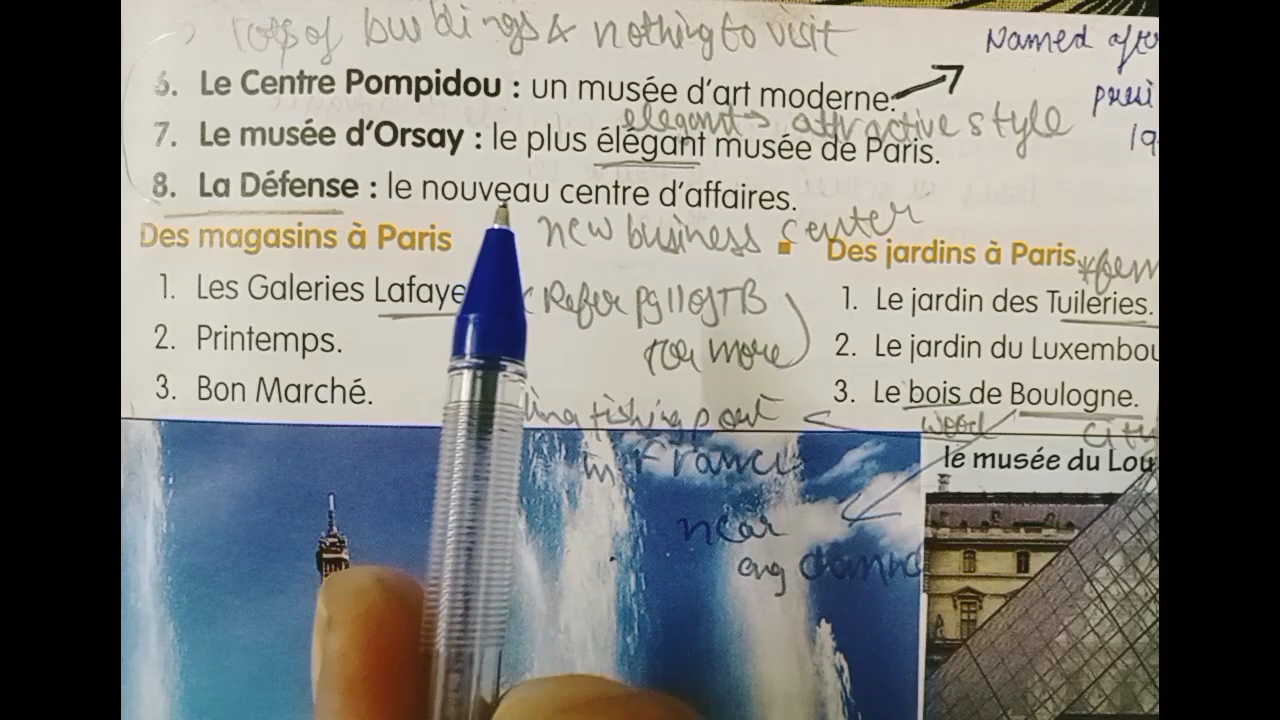 buildings & nothing to visit
Named
6. Le Centre Pompidou : un musée d'art moderne.
elegant → attractive style
19
7. Le musée d'Orsay : le plus élégant musée de Paris.
8. La Défense : le nouveau centre d'affaires.
new business center
Des magasins à Paris
1. Les Galeries Lafaye
(Refer pg 11 of TB
for more)
2. Printemps.
3. Bon Marché.
Des jardins à Paris
1. Le jardin des Tuileries.
2. Le jardin du Luxembou
3. Le bois de Boulogne.
wood
fishing port
in France
near
le musée du Lou